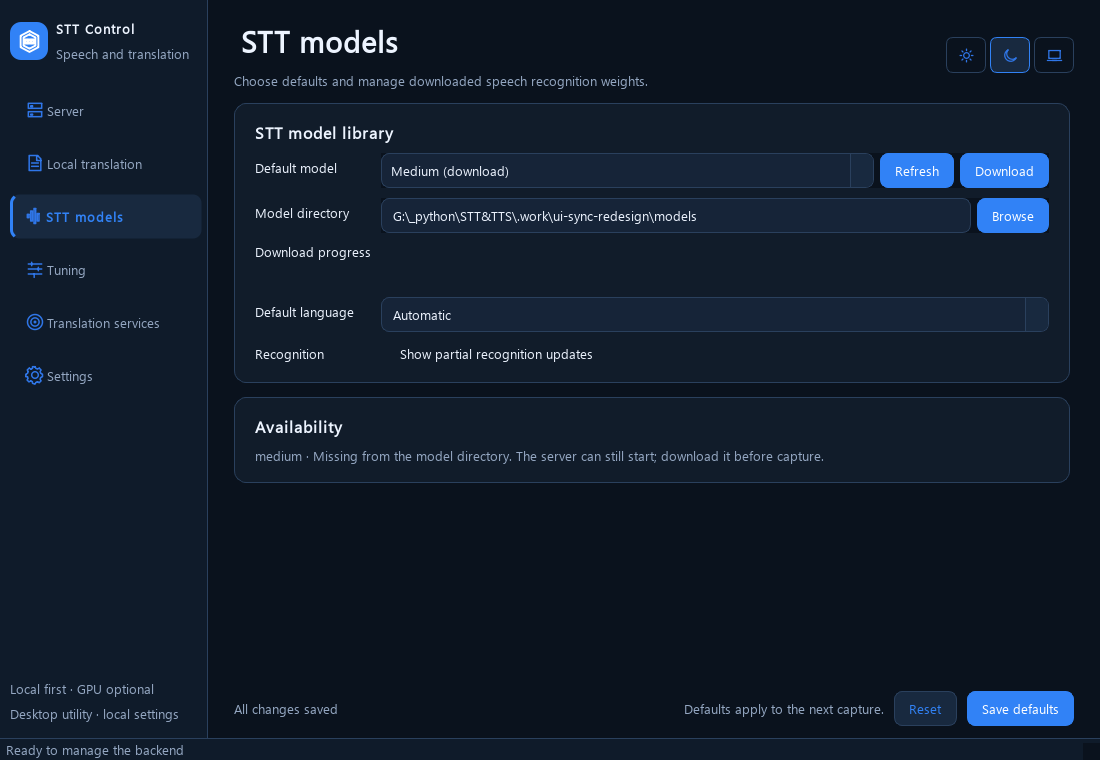 STT Control
Speech and translation
Server
Local translation
STT models
Tuning
Translation services
Settings
Local first · GPU optional
Desktop utility · local settings
STT models
Choose defaults and manage downloaded speech recognition weights.
STT model library
Default model Medium (download) Refresh Download
Model directory G:\_python\STT&TTS\.work\ui-sync-redesign\models Browse
Download progress
Default language Automatic
Recognition Show partial recognition updates
Availability
medium · Missing from the model directory. The server can still start; download it before capture.
All changes saved Defaults apply to the next capture. Reset Save defaults
Ready to manage the backend